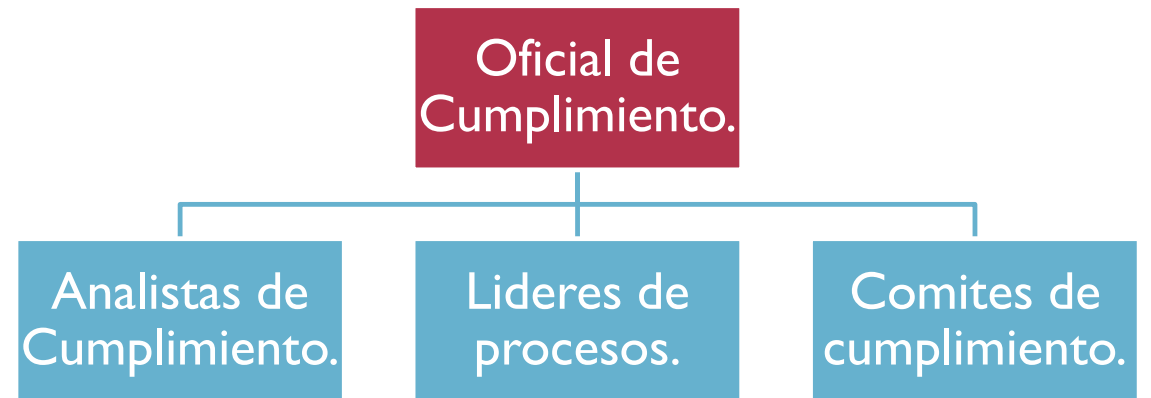 Oficial de
Cumplimiento.
Analistas de
Cumplimiento.
Lideres de
procesos.
Comites de
cumplimiento.